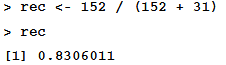 > rec <- 152 / (152 + 31)
> rec
[1] 0.8306011